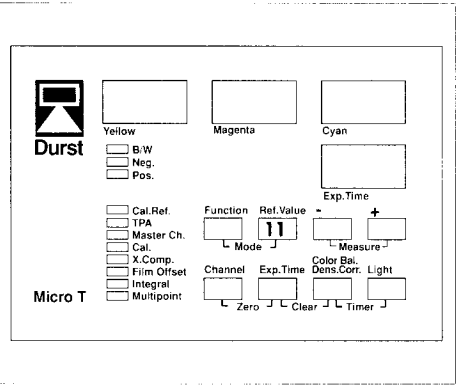 Durst
Yellow
Magenta
Cyan
B/W
Neg.
Pos.
Exp.Time
Cal.Ref.
TPA
Master Ch.
Cal.
X.Comp.
Film Offset
Integral
Multipoint
Function
Ref.Value
-
+
11
Mode
Measure
Channel
Exp.Time
Color Bal.
Dens.Corr.
Light
Zero
Clear
Timer
Micro T